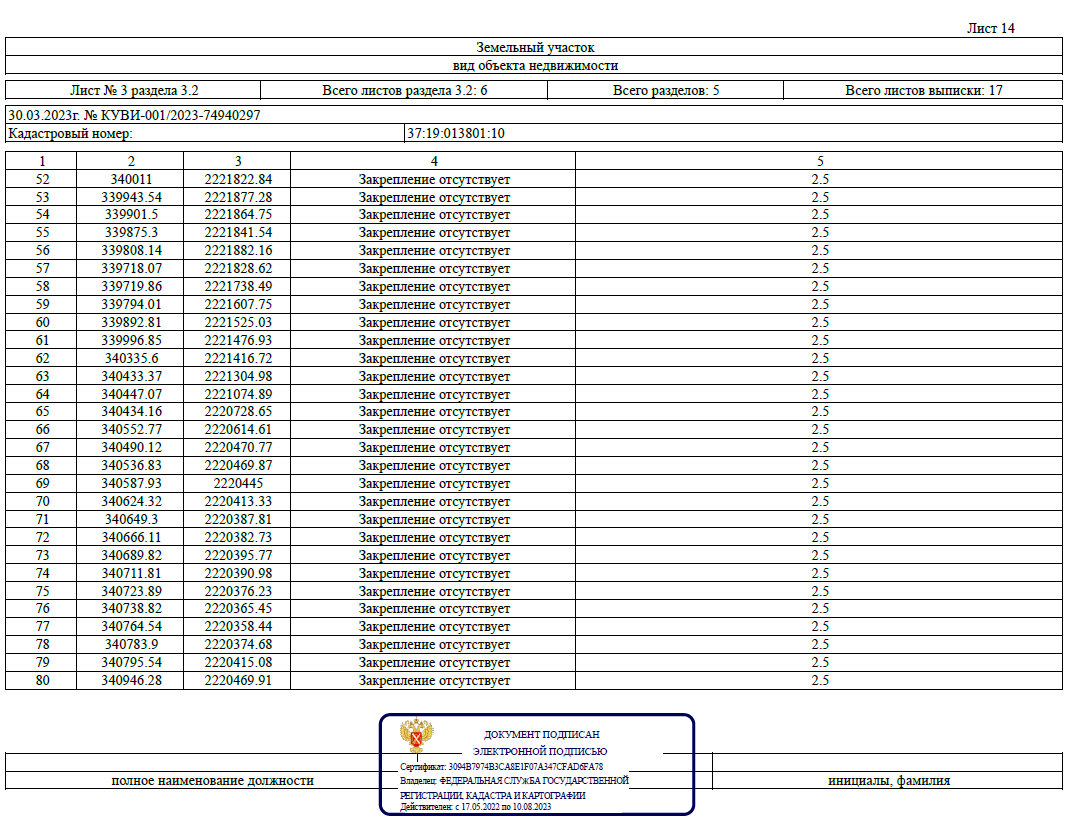 Лист 14
Земельный участок
вид объекта недвижимости
Лист № 3 раздела 3.2 Всего листов раздела 3.2: 6 Всего разделов: 5 Всего листов выписки: 17
30.03.2023г. № КУВИ-001/2023-74940297
Кадастровый номер: 37:19:013801:10
1 2 3 4 5
52 340011 2221822.84 Закрепление отсутствует 2.5
53 339943.54 2221877.28 Закрепление отсутствует 2.5
54 339901.5 2221864.75 Закрепление отсутствует 2.5
55 339875.3 2221841.54 Закрепление отсутствует 2.5
56 339808.14 2221882.16 Закрепление отсутствует 2.5
57 339718.07 2221828.62 Закрепление отсутствует 2.5
58 339719.86 2221738.49 Закрепление отсутствует 2.5
59 339794.01 2221607.75 Закрепление отсутствует 2.5
60 339892.81 2221525.03 Закрепление отсутствует 2.5
61 339996.85 2221476.93 Закрепление отсутствует 2.5
62 340335.6 2221416.72 Закрепление отсутствует 2.5
63 340433.37 2221304.98 Закрепление отсутствует 2.5
64 340447.07 2221074.89 Закрепление отсутствует 2.5
65 340434.16 2220728.65 Закрепление отсутствует 2.5
66 340552.77 2220614.61 Закрепление отсутствует 2.5
67 340490.12 2220470.77 Закрепление отсутствует 2.5
68 340536.83 2220469.87 Закрепление отсутствует 2.5
69 340587.93 2220445 Закрепление отсутствует 2.5
70 340624.32 2220413.33 Закрепление отсутствует 2.5
71 340649.3 2220387.81 Закрепление отсутствует 2.5
72 340666.11 2220382.73 Закрепление отсутствует 2.5
73 340689.82 2220395.77 Закрепление отсутствует 2.5
74 340711.81 2220390.98 Закрепление отсутствует 2.5
75 340723.89 2220376.23 Закрепление отсутствует 2.5
76 340738.82 2220365.45 Закрепление отсутствует 2.5
77 340764.54 2220358.44 Закрепление отсутствует 2.5
78 340783.9 2220374.68 Закрепление отсутствует 2.5
79 340795.54 2220415.08 Закрепление отсутствует 2.5
80 340946.28 2220469.91 Закрепление отсутствует 2.5
ДОКУМЕНТ ПОДПИСАН
ЭЛЕКТРОННОЙ ПОДПИСЬЮ
Сертификат: 3094B7974B3CA8E1F07A347CFAD6FA78
Владелец: ФЕДЕРАЛЬНАЯ СЛУЖБА ГОСУДАРСТВЕННОЙ
РЕГИСТРАЦИИ, КАДАСТРА И КАРТОГРАФИИ
Действителен: с 17.05.2022 по 10.08.2023
полное наименование должности инициалы, фамилия